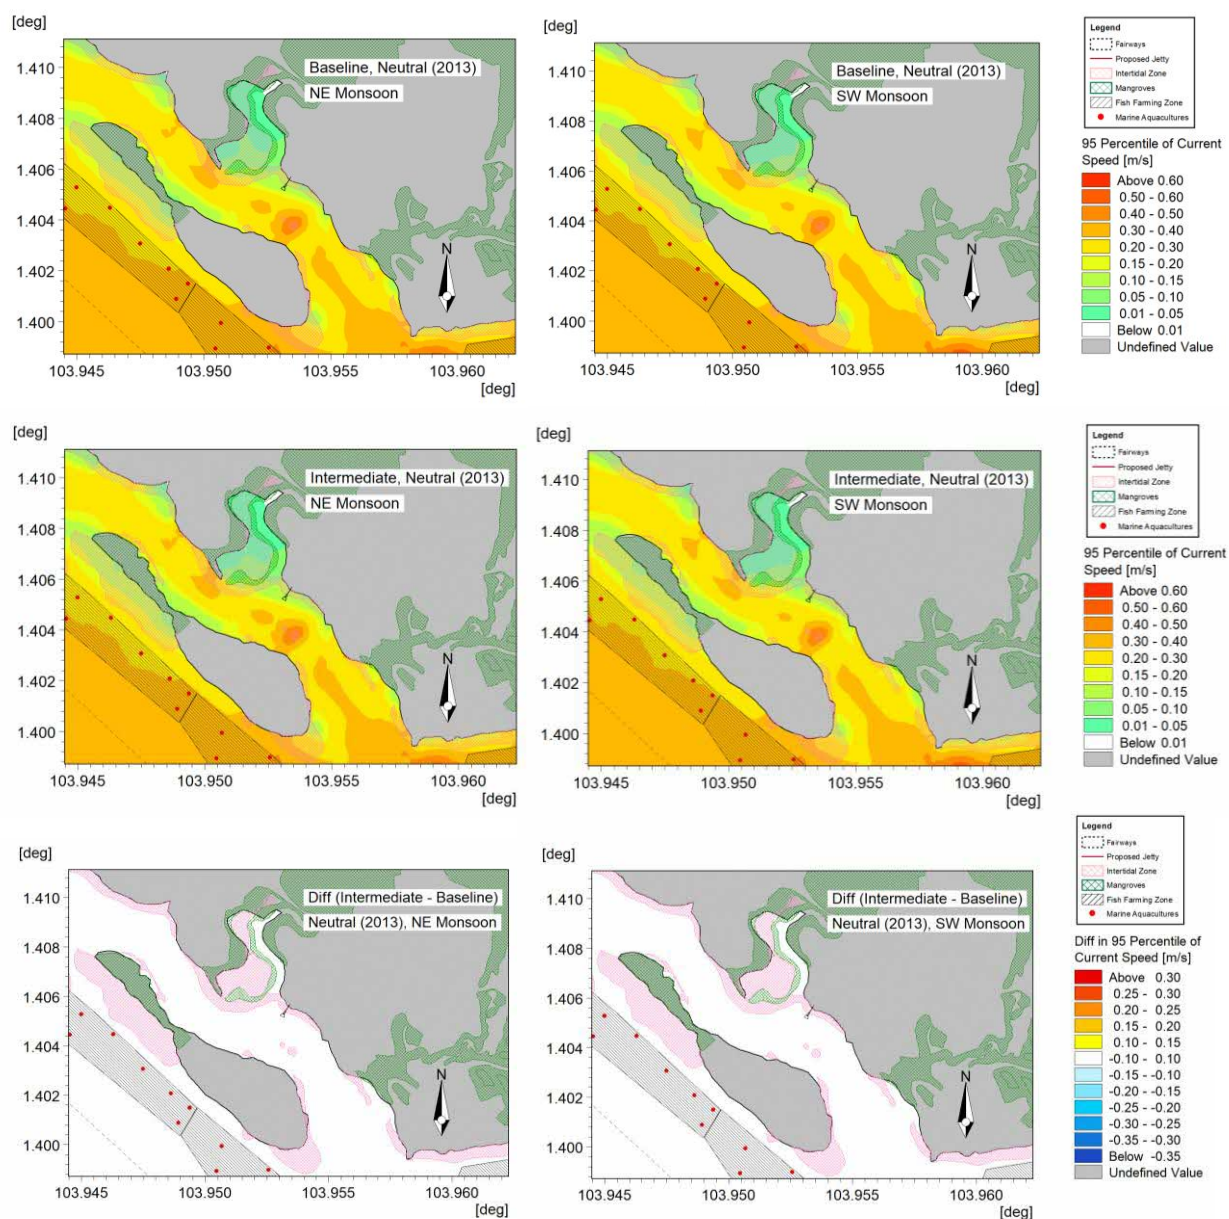 [deg]
1.410
1.408
1.406
1.404
1.402
1.400
Baseline, Neutral (2013)
NE Monsoon
N
103.945
103.950
103.955
103.960
[deg]
[deg]
1.410
1.408
1.406
1.404
1.402
1.400
Baseline, Neutral (2013)
SW Monsoon
N
103.945
103.950
103.955
103.960
[deg]
Legend
Fairways
Proposed Jetty
Intertidal Zone
Mangroves
Fish Farming Zone
Marine Aquacultures
95 Percentile of Current
Speed [m/s]
Above 0.60
0.50 - 0.60
0.40 - 0.50
0.30 - 0.40
0.20 - 0.30
0.15 - 0.20
0.10 - 0.15
0.05 - 0.10
0.01 - 0.05
Below 0.01
Undefined Value
[deg]
1.410
1.408
1.406
1.404
1.402
1.400
Intermediate, Neutral (2013)
NE Monsoon
N
103.945
103.950
103.955
103.960
[deg]
[deg]
1.410
1.408
1.406
1.404
1.402
1.400
Intermediate, Neutral (2013)
SW Monsoon
N
103.945
103.950
103.955
103.960
[deg]
Legend
Fairways
Proposed Jetty
Intertidal Zone
Mangroves
Fish Farming Zone
Marine Aquacultures
95 Percentile of Current
Speed [m/s]
Above 0.60
0.50 - 0.60
0.40 - 0.50
0.30 - 0.40
0.20 - 0.30
0.15 - 0.20
0.10 - 0.15
0.05 - 0.10
0.01 - 0.05
Below 0.01
Undefined Value
[deg]
1.410
1.408
1.406
1.404
1.402
1.400
Diff (Intermediate - Baseline)
Neutral (2013), NE Monsoon
N
103.945
103.950
103.955
103.960
[deg]
[deg]
1.410
1.408
1.406
1.404
1.402
1.400
Diff (Intermediate - Baseline)
Neutral (2013), SW Monsoon
N
103.945
103.950
103.955
103.960
[deg]
Legend
Fairways
Proposed Jetty
Intertidal Zone
Mangroves
Fish Farming Zone
Marine Aquacultures
Diff in 95 Percentile of
Current Speed [m/s]
Above 0.30
0.25 - 0.30
0.20 - 0.25
0.15 - 0.20
0.10 - 0.15
-0.10 - 0.10
-0.15 - -0.10
-0.20 - -0.15
-0.25 - -0.20
-0.30 - -0.25
-0.35 - -0.30
Below -0.35
Undefined Value